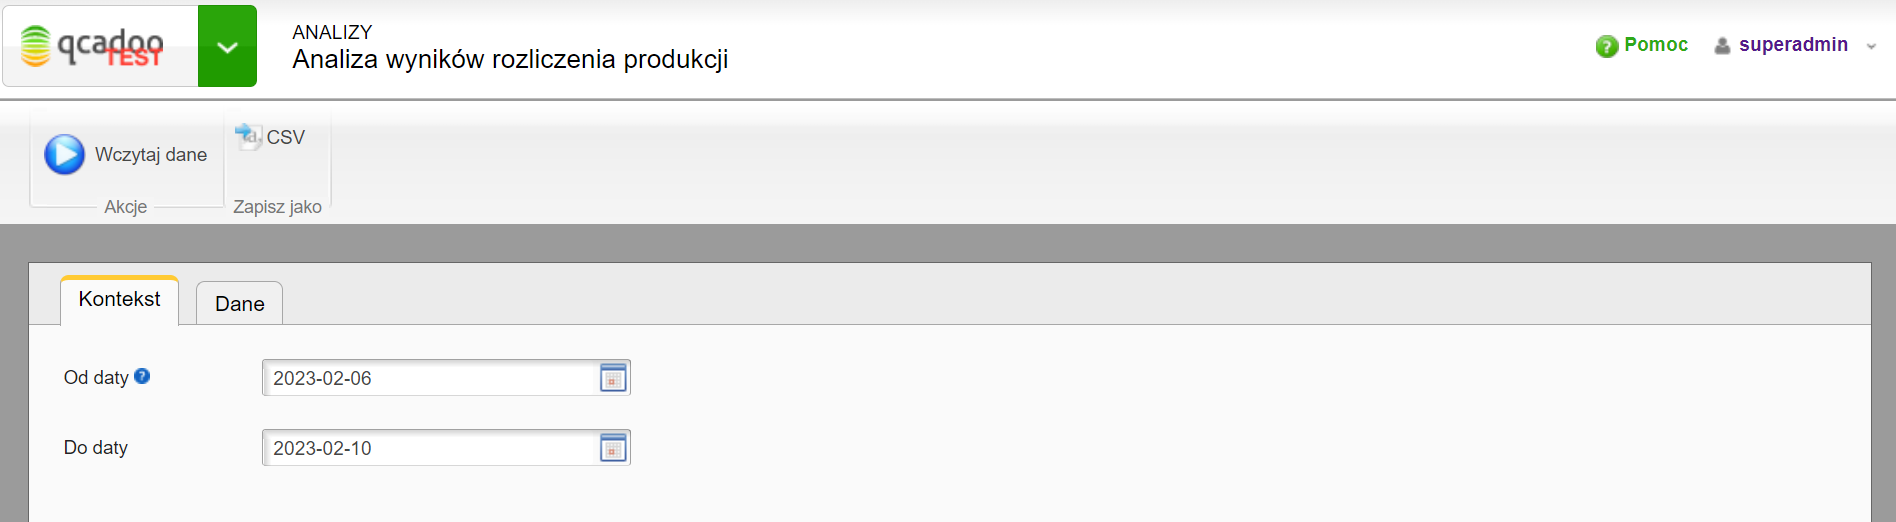 qcadoo
TEST
ANALIZY
Analiza wyników rozliczenia produkcji
Pomoc
superadmin
Wczytaj dane
CSV
Akcje
Zapisz jako
Kontekst
Dane
Od daty
2023-02-06
Do daty
2023-02-10